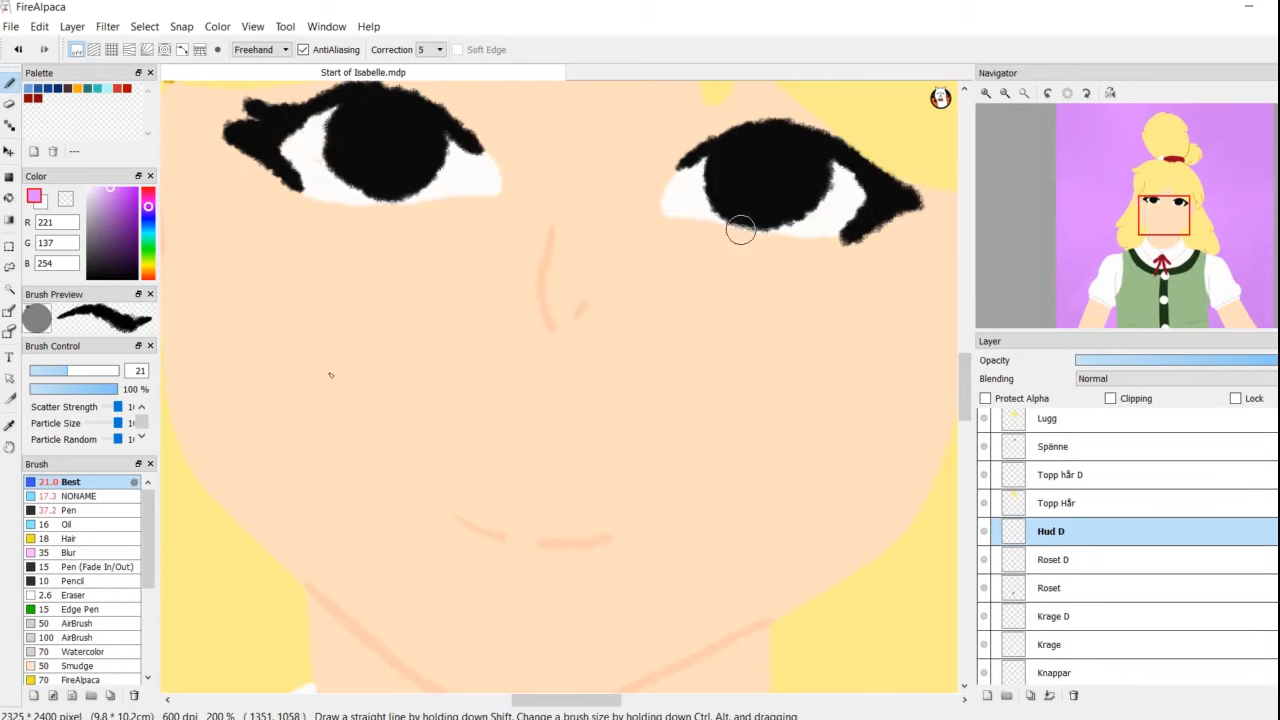 FireAlpaca
File Edit Layer Filter Select Snap Color View Tool Window Help
OFF Freehand AntiAliasing Correction 5 Soft Edge
Palette Start of Isabelle.mdp Navigator
---
Color
R 221
G 137
B 254
Brush Preview
Brush Control
21
100 %
Scatter Strength
Particle Size
Particle Random
Brush
21.0 Best
17.3 NONAME
37.2 Pen
16 Oil
18 Hair
35 Blur
15 Pen (Fade In/Out)
10 Pencil
2.6 Eraser
15 Edge Pen
50 AirBrush
100 AirBrush
70 Watercolor
50 Smudge
70 FireAlpaca
Layer
Opacity
Blending Normal
Protect Alpha Clipping Lock
Lugg
Spänne
Topp hår D
Topp Hår
Hud D
Roset D
Roset
Krage D
Krage
Knappar
2325 * 2400 pixel (9.8 * 10.2cm) 600 dpi 200 % ( 1351, 1058 ) Draw a straight line by holding down Shift, Change a brush size by holding down Ctrl, Alt, and dragging